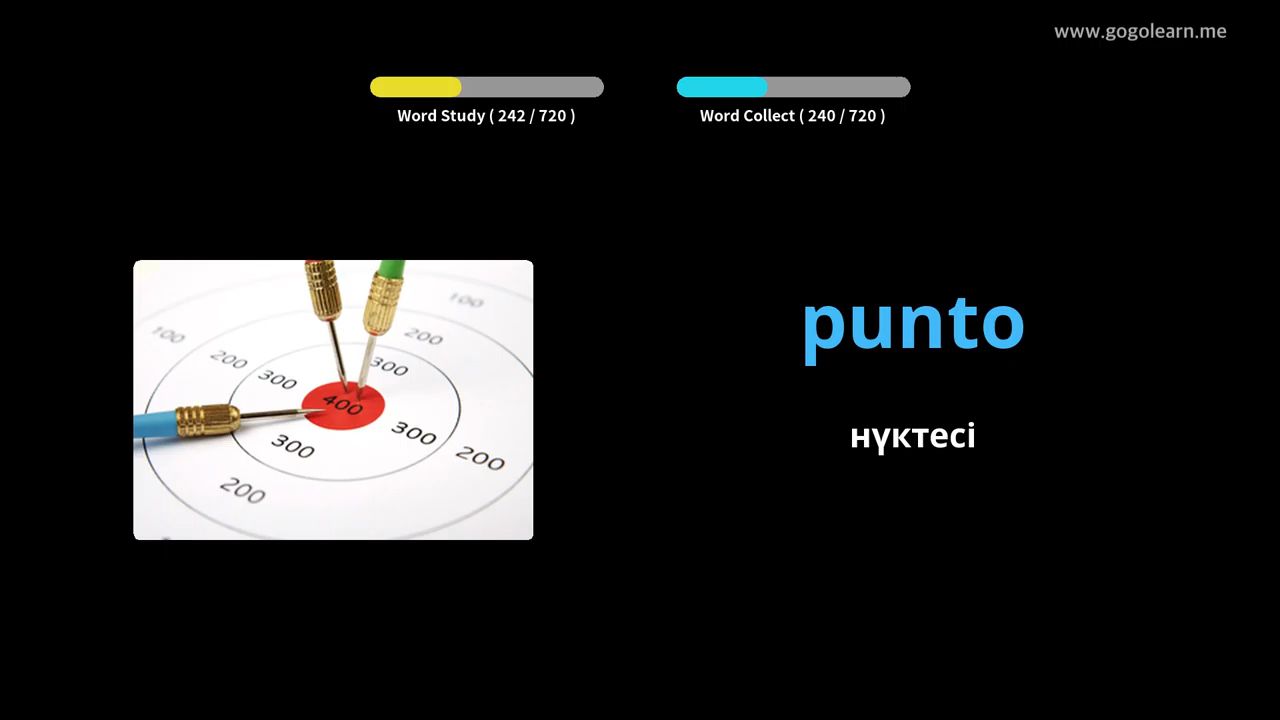 www.gogolearn.me
Word Study ( 242 / 720 )
Word Collect ( 240 / 720 )
100
100
200
200
300
300
400
300
300
200
200
punto
нүктесі